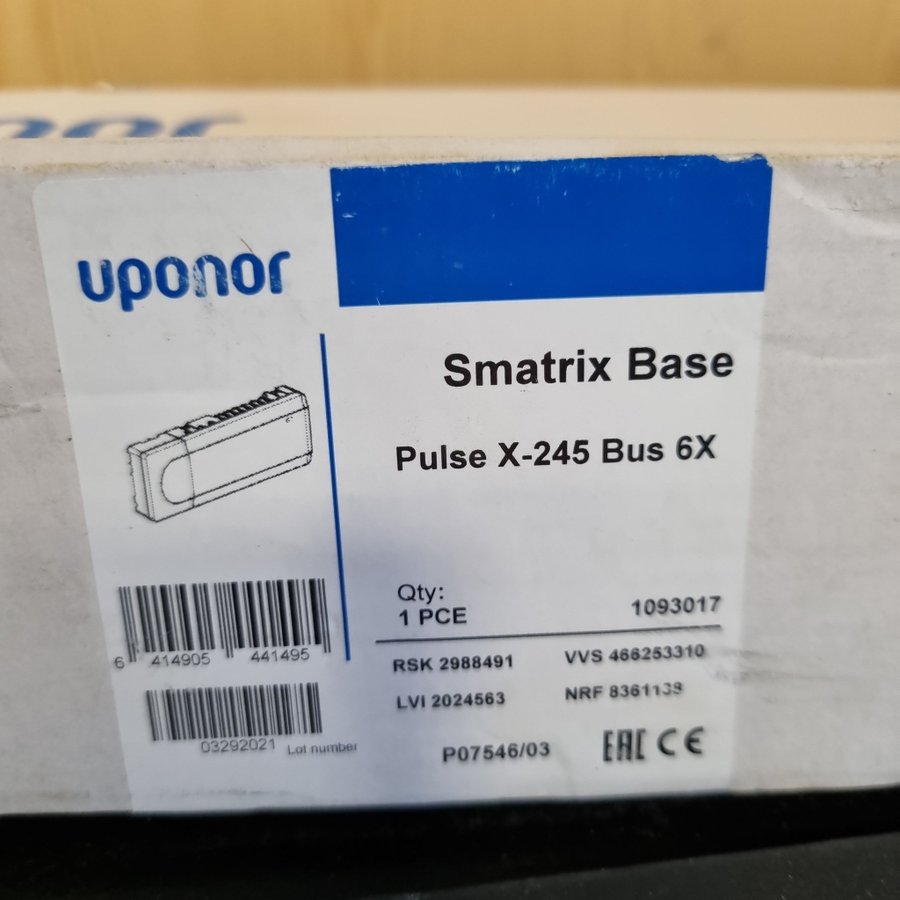 uponor
uponor
Smatrix Base
Pulse X-245 Bus 6X
Qty:
1 PCE
1093017
6 414905 441495
RSK 2988491
VVS 466253310
LVI 2024563
NRF 8361139
03292021 Lot number
P07546/03
EAC CE